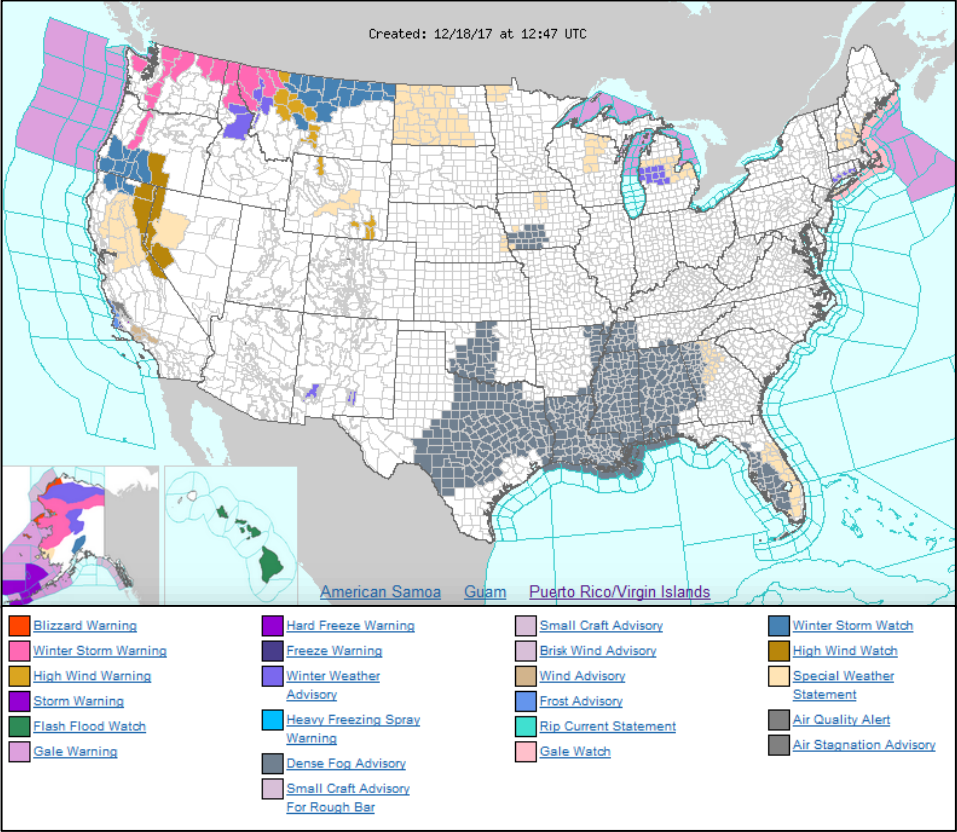 Created: 12/18/17 at 12:47 UTC
American Samoa Guam Puerto Rico/Virgin Islands
Blizzard Warning
Winter Storm Warning
High Wind Warning
Storm Warning
Flash Flood Watch
Gale Warning
Hard Freeze Warning
Freeze Warning
Winter Weather
Advisory
Heavy Freezing Spray
Warning
Dense Fog Advisory
Small Craft Advisory
For Rough Bar
Small Craft Advisory
Brisk Wind Advisory
Wind Advisory
Frost Advisory
Rip Current Statement
Gale Watch
Winter Storm Watch
High Wind Watch
Special Weather
Statement
Air Quality Alert
Air Stagnation Advisory